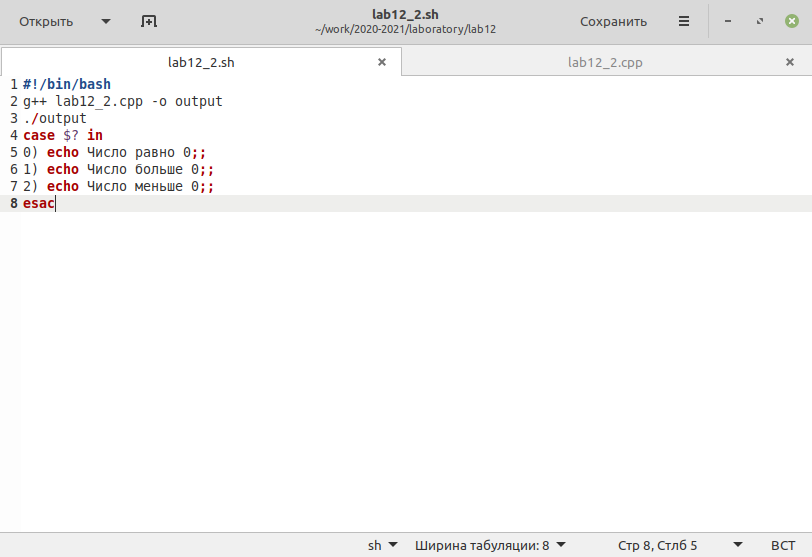 Открыть
lab12_2.sh
~/work/2020-2021/laboratory/lab12
Сохранить
lab12_2.sh
lab12_2.cpp
1 #!/bin/bash
2 g++ lab12_2.cpp -o output
3 ./output
4 case $? in
5 0) echo Число равно 0;;
6 1) echo Число больше 0;;
7 2) echo Число меньше 0;;
8 esac
sh Ширина табуляции: 8 Стр 8, Стлб 5 ВСТ